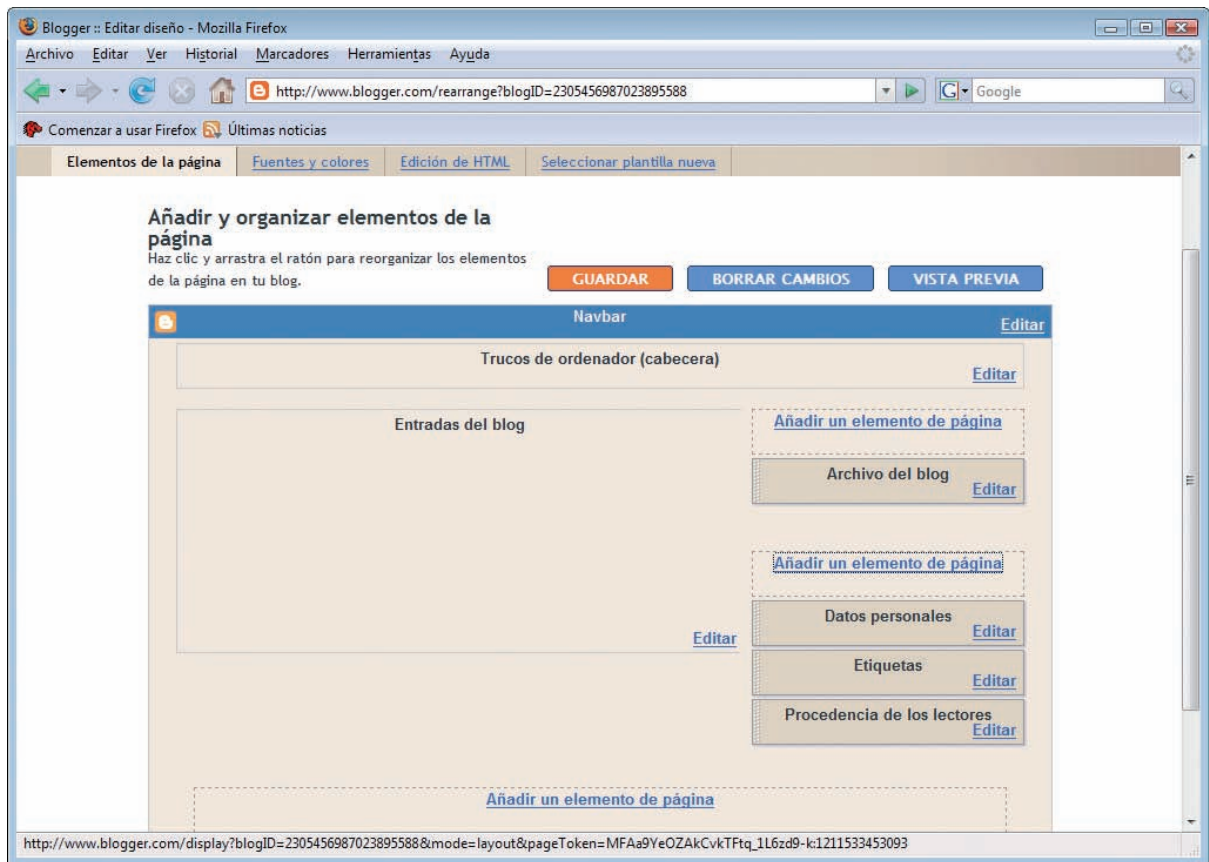 Blogger :: Editar diseño - Mozilla Firefox
Archivo Editar Ver Historial Marcadores Herramientas Ayuda
http://www.blogger.com/rearrange?blogID=2305456987023895588
G Google
Comenzar a usar Firefox Últimas noticias
Elementos de la página Fuentes y colores Edición de HTML Seleccionar plantilla nueva
Añadir y organizar elementos de la
página
Haz clic y arrastra el ratón para reorganizar los elementos
de la página en tu blog.
GUARDAR BORRAR CAMBIOS VISTA PREVIA
Navbar
Editar
Trucos de ordenador (cabecera)
Editar
Entradas del blog
Editar
Añadir un elemento de página
Archivo del blog
Editar
Añadir un elemento de página
Datos personales
Editar
Etiquetas
Editar
Procedencia de los lectores
Editar
Añadir un elemento de página
http://www.blogger.com/display?blogID=2305456987023895588&mode=layout&pageToken=MFAa9YeOZAkCvkTFtq_1L6zd9-k:1211533453093